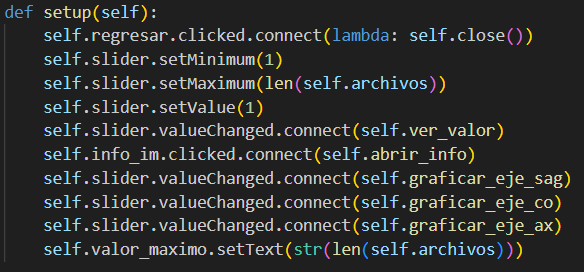 def setup(self):
    self.regresar.clicked.connect(lambda: self.close())
    self.slider.setMinimum(1)
    self.slider.setMaximum(len(self.archivos))
    self.slider.setValue(1)
    self.slider.valueChanged.connect(self.ver_valor)
    self.info_im.clicked.connect(self.abrir_info)
    self.slider.valueChanged.connect(self.graficar_eje_sag)
    self.slider.valueChanged.connect(self.graficar_eje_co)
    self.slider.valueChanged.connect(self.graficar_eje_ax)
    self.valor_maximo.setText(str(len(self.archivos)))